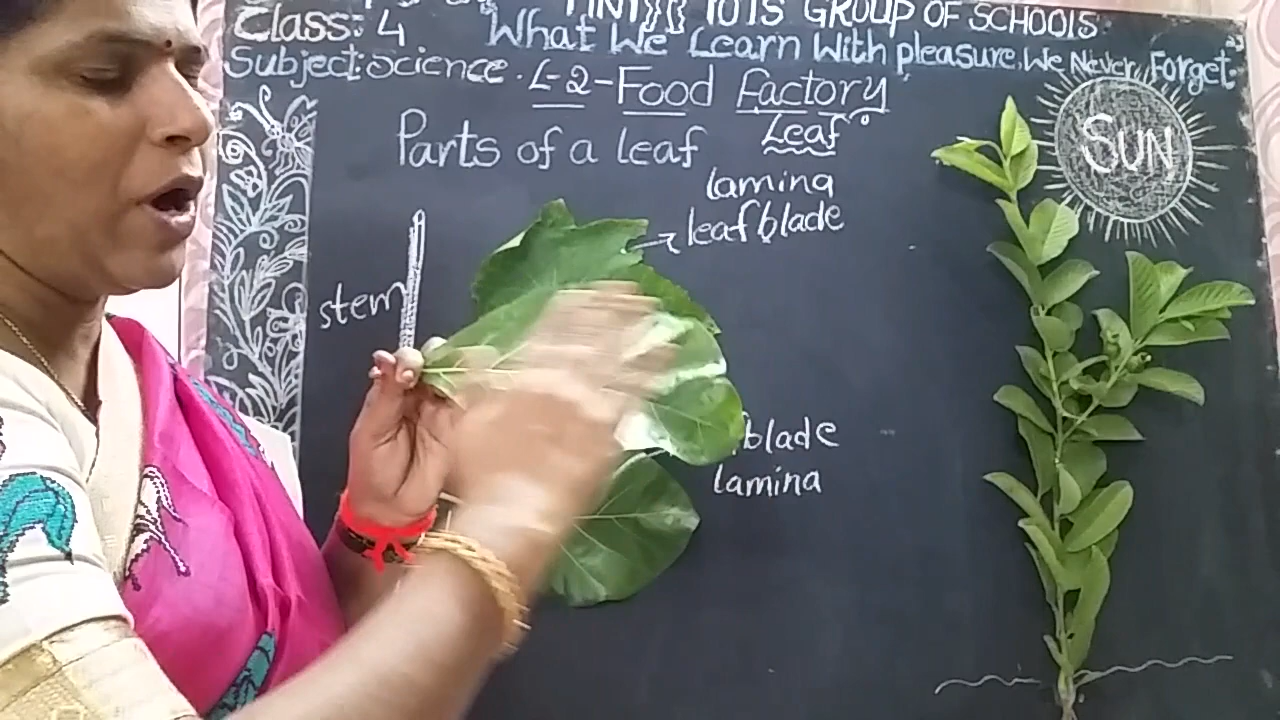 TOTS GROUP OF SCHOOLS
Class: 4 What We Learn With pleasure. We Never Forget.
Subject: Science. L-2-Food Factory
Parts of a leaf
Leaf
lamina
leaf blade
SUN
stem
blade
lamina